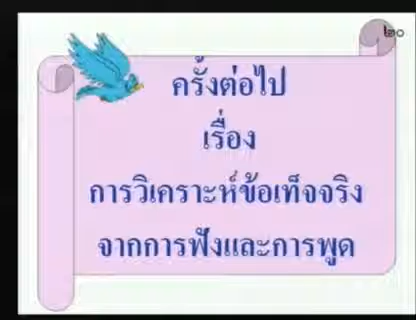 ๒๐
ครั้งต่อไป
เรื่อง
การวิเคราะห์ข้อเท็จจริง
จากการฟังและการพูด